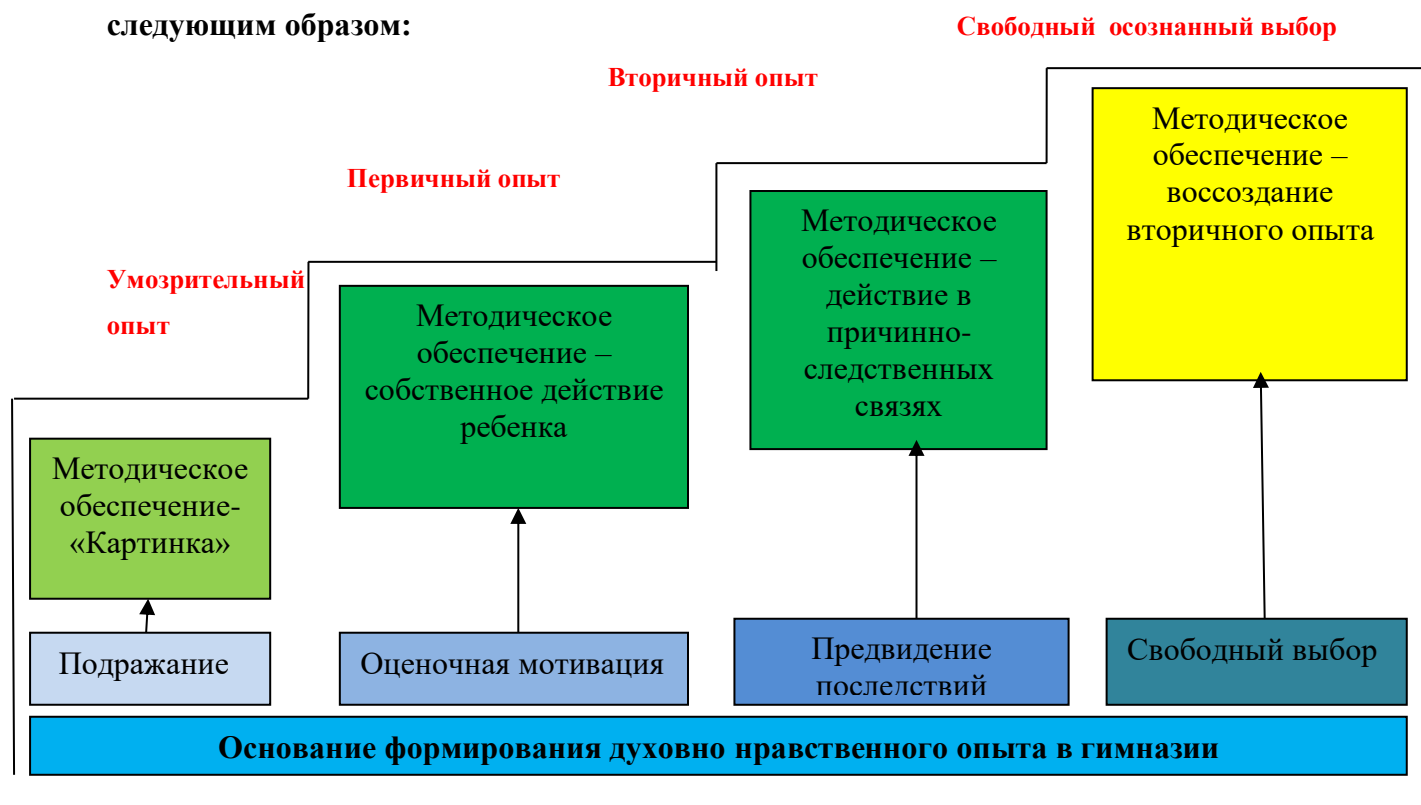 следующим образом:
Свободный осознанный выбор
Вторичный опыт
Первичный опыт
Умозрительный
опыт
Методическое
обеспечение-
«Картинка»
Методическое
обеспечение –
собственное действие
ребенка
Методическое
обеспечение –
действие в
причинно-
следственных
связях
Методическое
обеспечение –
воссоздание
вторичного опыта
Подражание
Оценочная мотивация
Предвидение
последствий
Свободный выбор
Основание формирования духовно нравственного опыта в гимназии